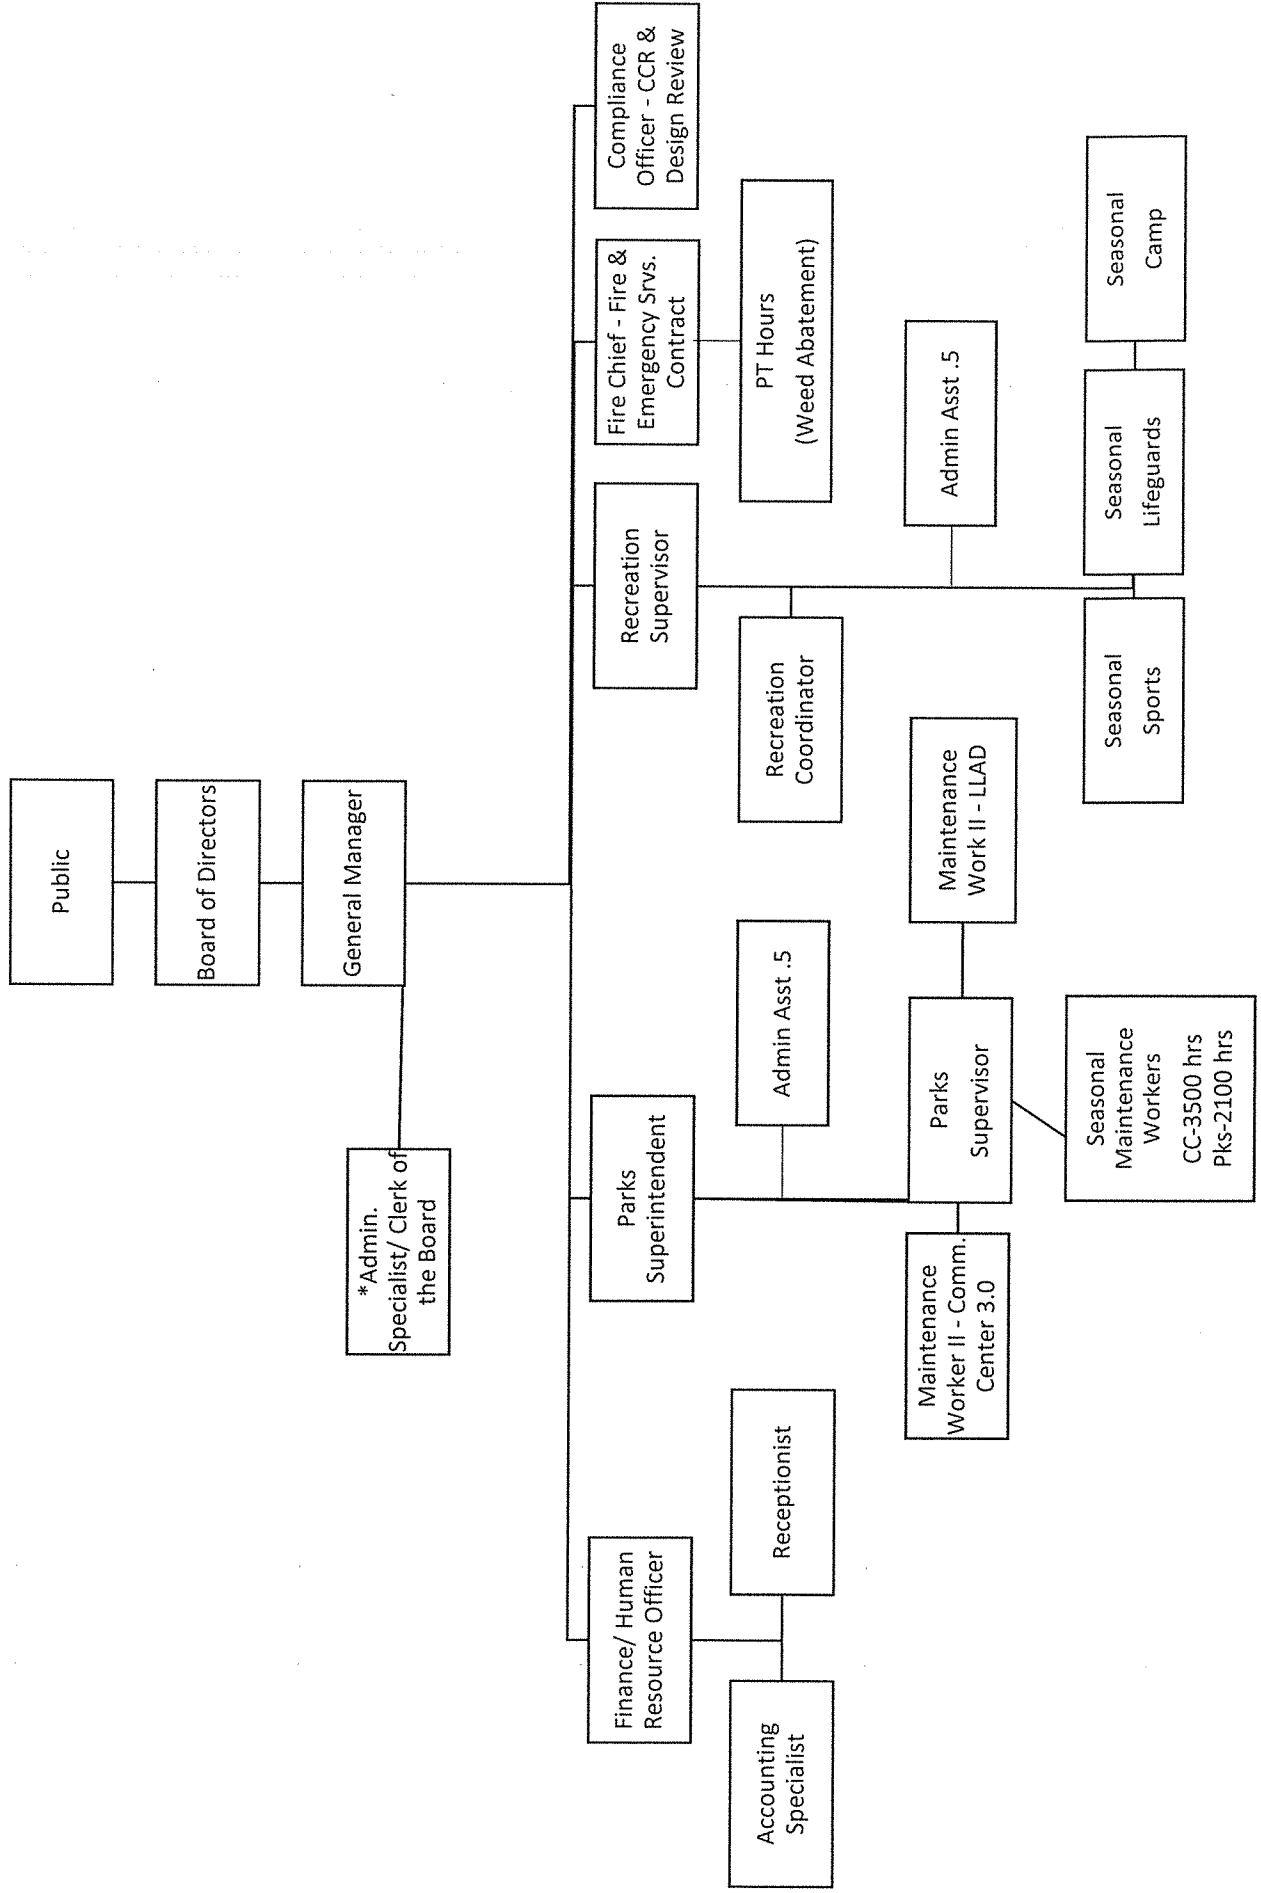 Public
Board of Directors
General Manager
*Admin.
Specialist/ Clerk of
the Board
Finance/ Human
Resource Officer
Parks
Superintendent
Recreation
Supervisor
Fire Chief - Fire &
Emergency Srvs.
Contract
Compliance
Officer - CCR &
Design Review
Accounting
Specialist
Receptionist
Admin Asst .5
Recreation
Coordinator
PT Hours
(Weed Abatement)
Maintenance
Worker II - Comm.
Center 3.0
Parks
Supervisor
Maintenance
Work II - LLAD
Admin Asst .5
Seasonal
Maintenance
Workers
CC-3500 hrs
Pks-2100 hrs
Seasonal
Sports
Seasonal
Lifeguards
Seasonal
Camp